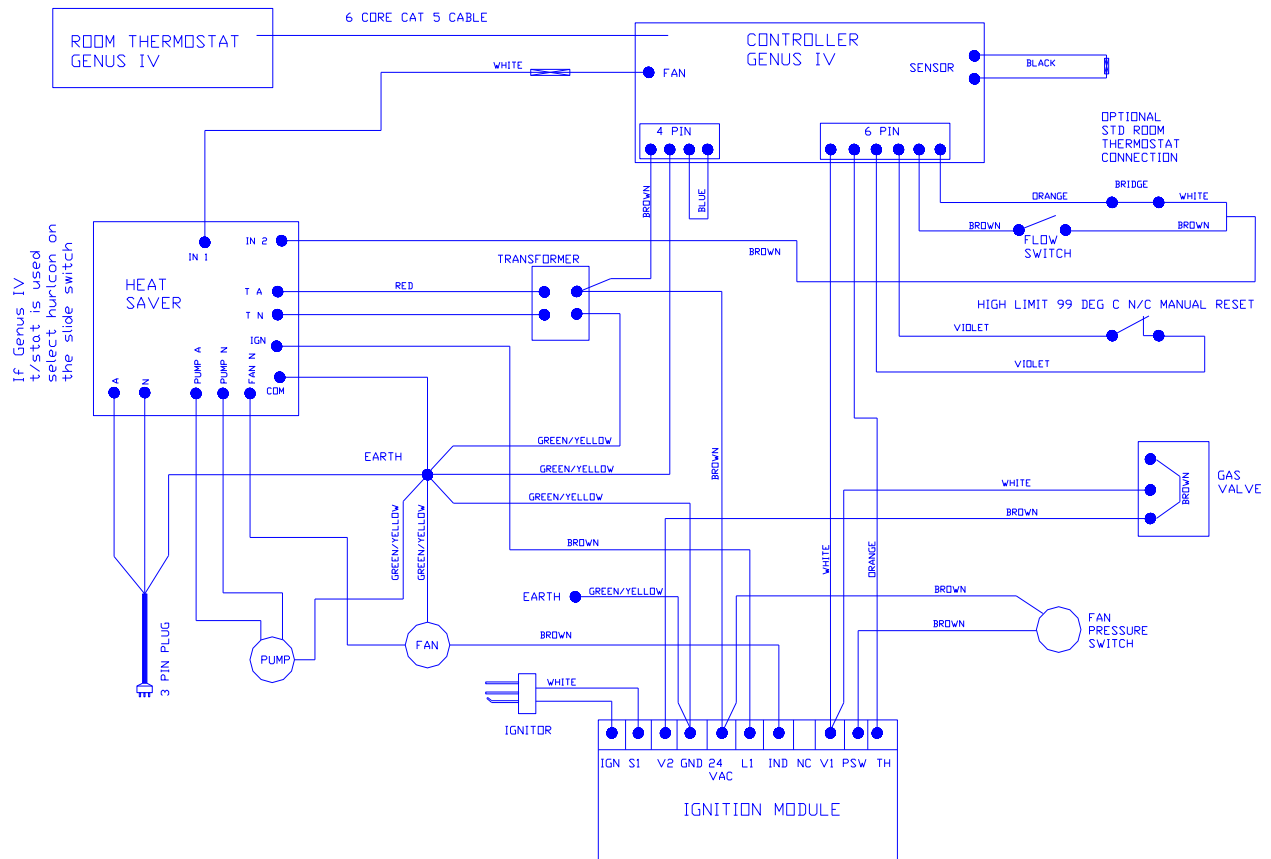 6 CORE CAT 5 CABLE
ROOM THERMOSTAT
GENUS IV
CONTROLLER
GENUS IV
WHITE
FAN
SENSOR
BLACK
4 PIN
6 PIN
OPTIONAL
STD ROOM
THERMOSTAT
CONNECTION
BROWN
BLUE
ORANGE
BRIDGE
WHITE
BROWN
FLOW
SWITCH
BROWN
If Genus IV
t/stat is used
select hurlcon on
the slide switch
IN 1
IN 2
BROWN
HEAT
SAVER
TRANSFORMER
T A
RED
T N
HIGH LIMIT 99 DEG C N/C MANUAL RESET
VIOLET
VIOLET
IGN
COM
A
N
PUMP A
PUMP N
FAN N
EARTH
GREEN/YELLOW
GREEN/YELLOW
GREEN/YELLOW
BROWN
GREEN/YELLOW
GREEN/YELLOW
BROWN
WHITE
BROWN
BROWN
GAS
VALVE
WHITE
ORANGE
EARTH
GREEN/YELLOW
BROWN
BROWN
FAN
PRESSURE
SWITCH
3 PIN PLUG
PUMP
FAN
BROWN
WHITE
IGNITOR
IGN
S1
V2
GND
24
VAC
L1
IND
NC
V1
PSW
TH
IGNITION MODULE